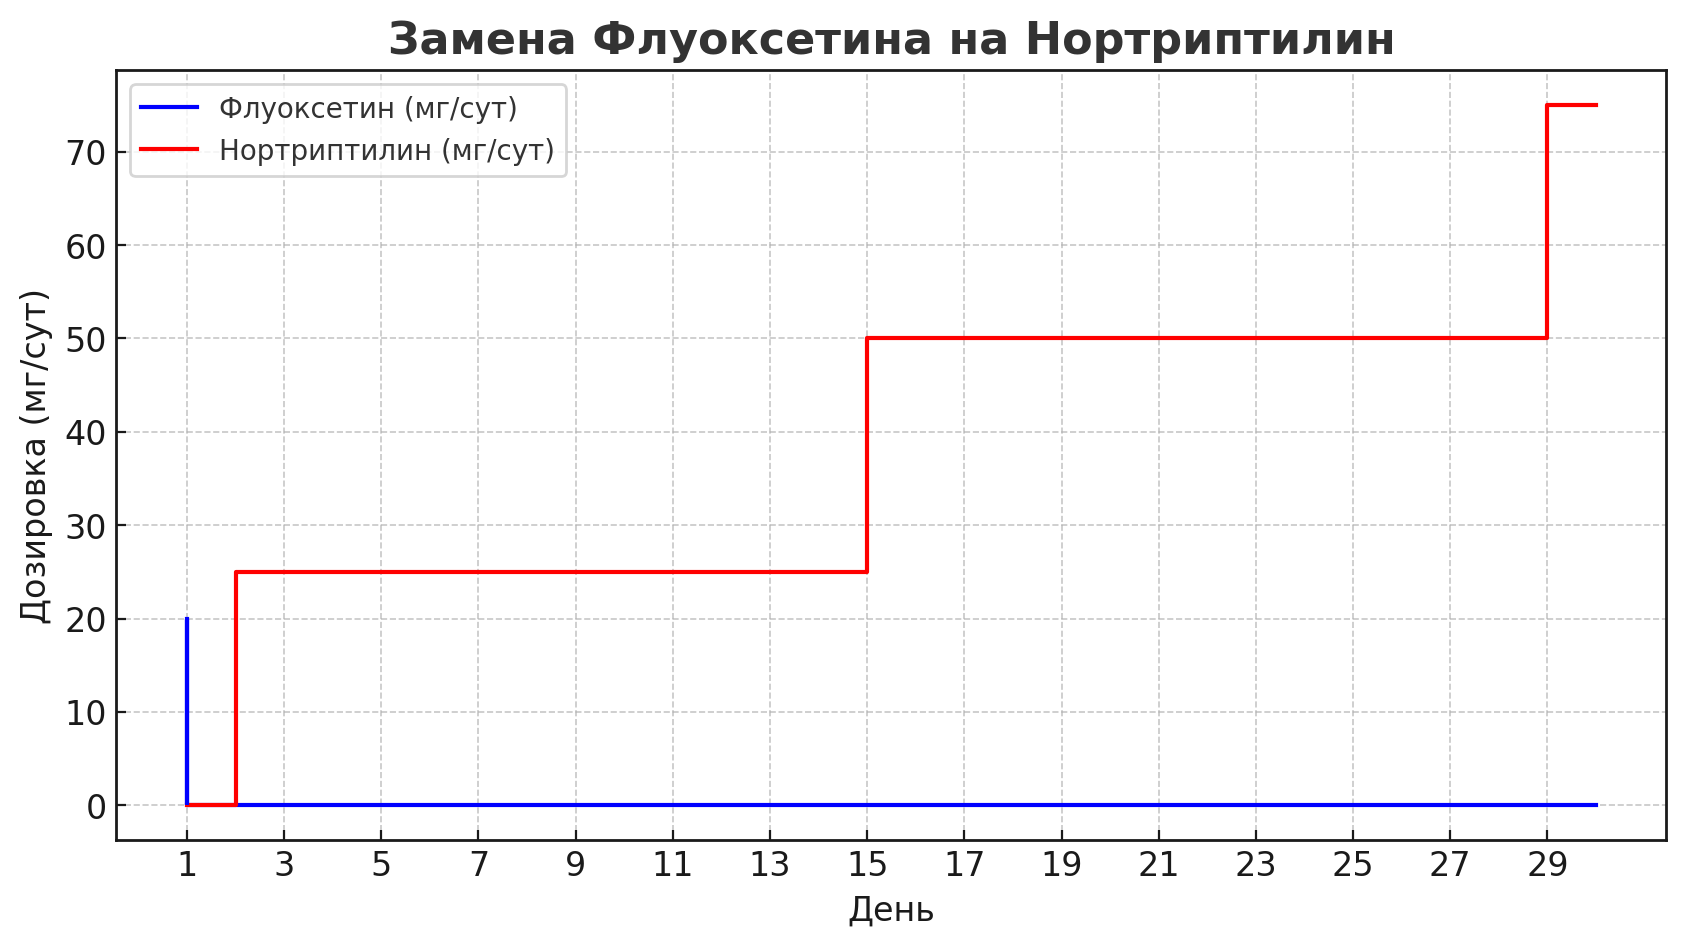 Замена Флуоксетина на Нортриптилин
Флуоксетин (мг/сут)
Нортриптилин (мг/сут)
Дозировка (мг/сут)
70
60
50
40
30
20
10
0
1 3 5 7 9 11 13 15 17 19 21 23 25 27 29
День